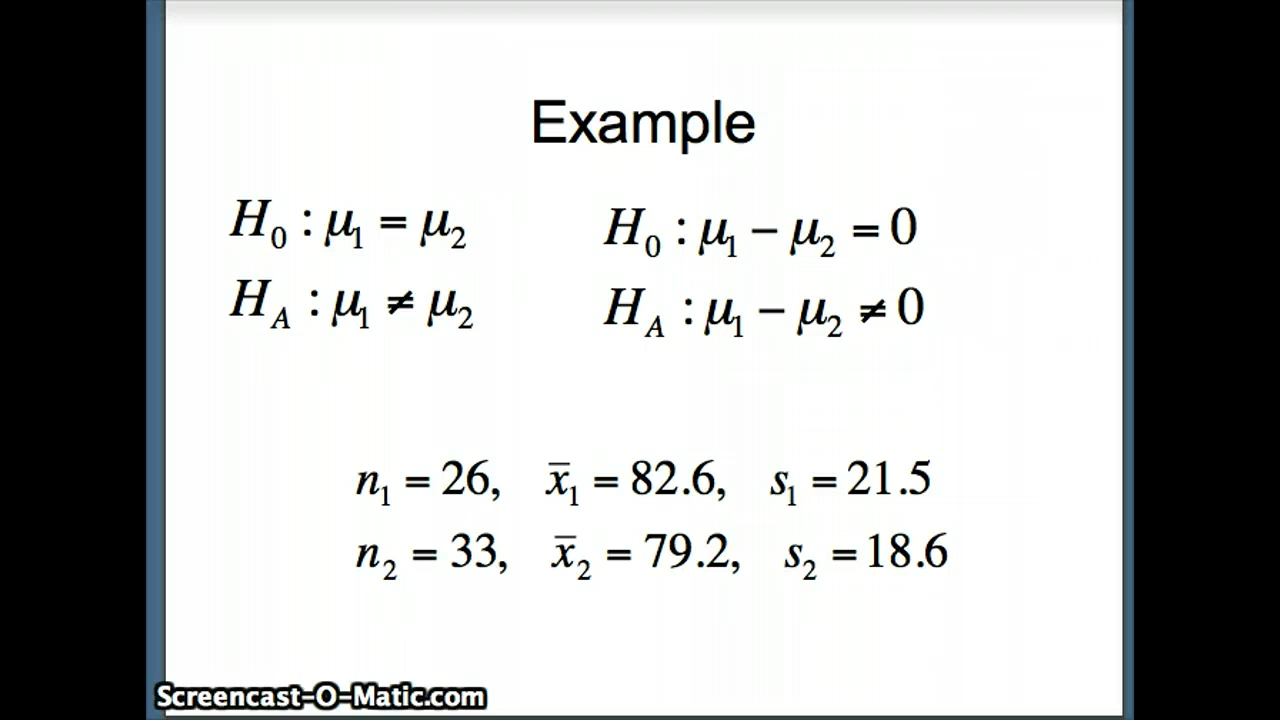 Example
H₀ : μ₁ = μ₂
H_A : μ₁ ≠ μ₂
H₀ : μ₁ − μ₂ = 0
H_A : μ₁ − μ₂ ≠ 0
n₁ = 26, x̄₁ = 82.6, s₁ = 21.5
n₂ = 33, x̄₂ = 79.2, s₂ = 18.6
Screencast-O-Matic.com